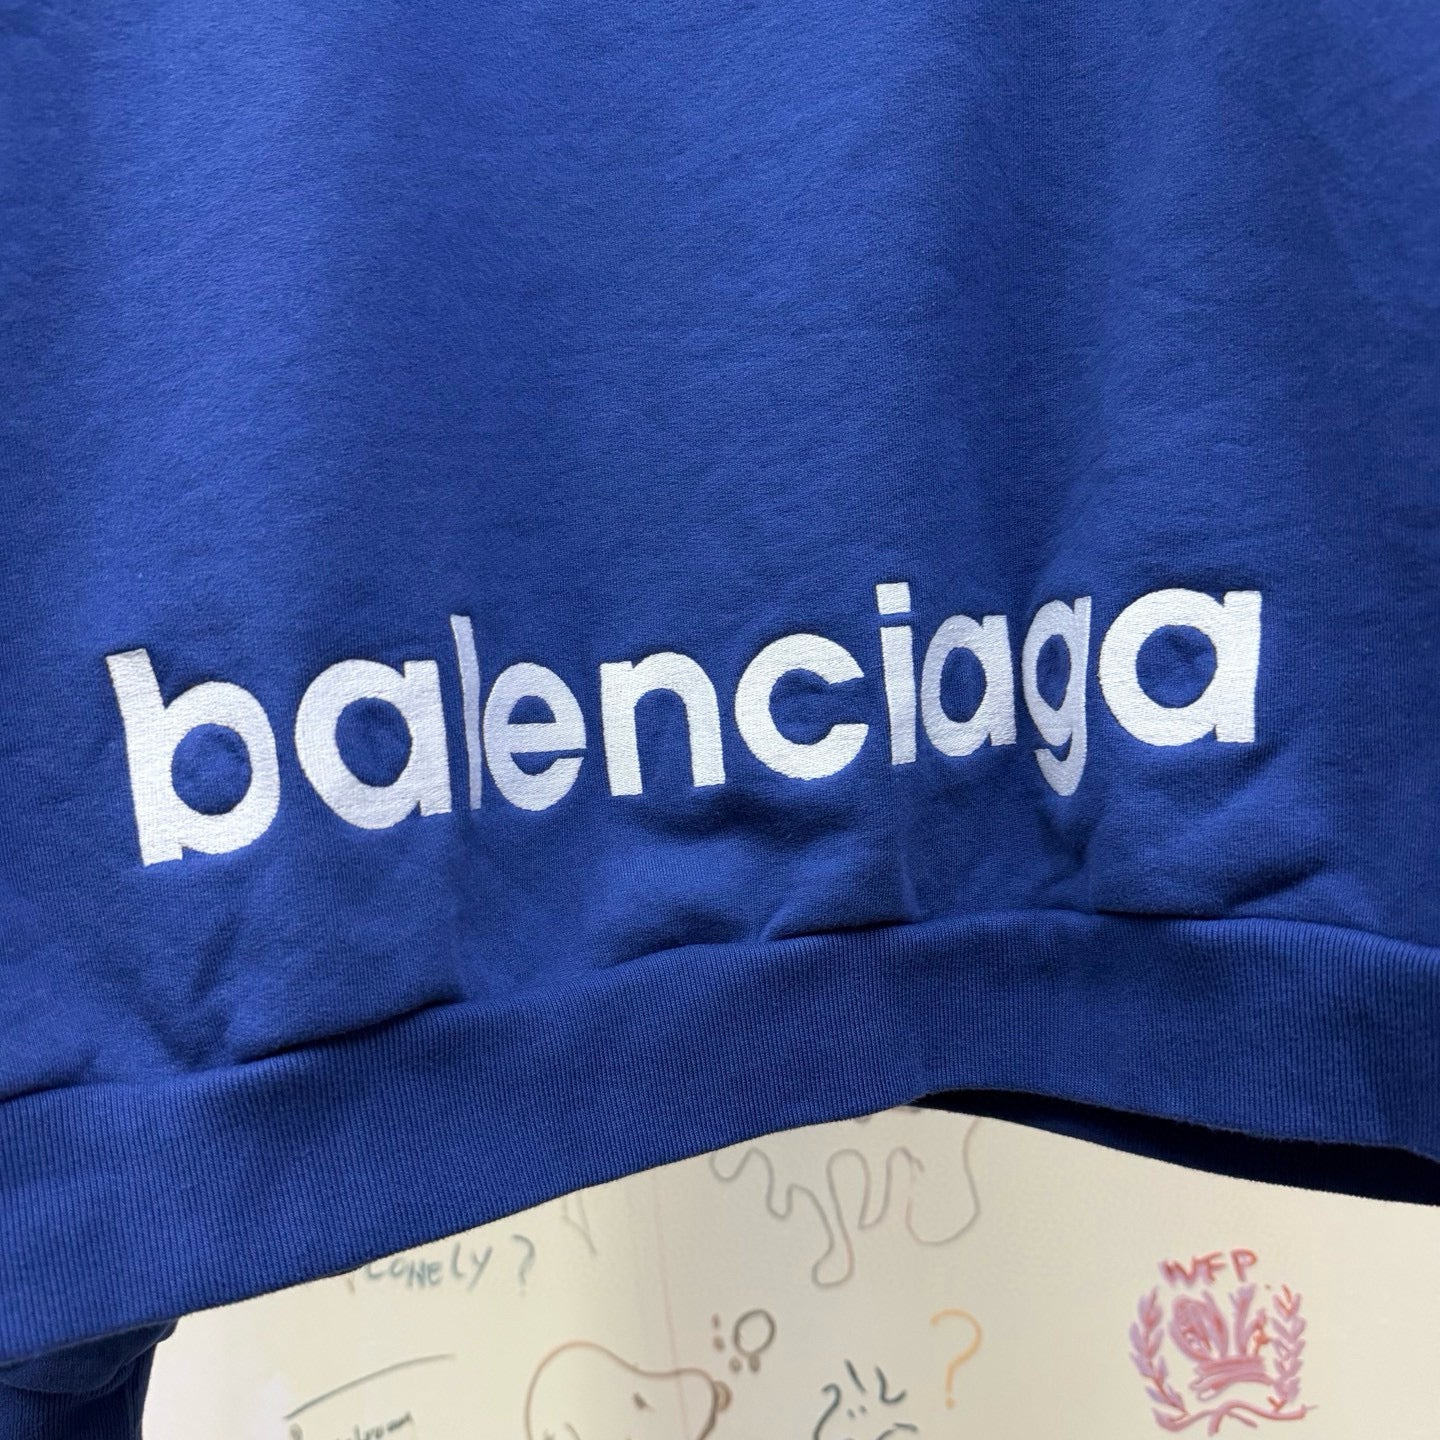 balenciaga
LONELY?
WFP
?